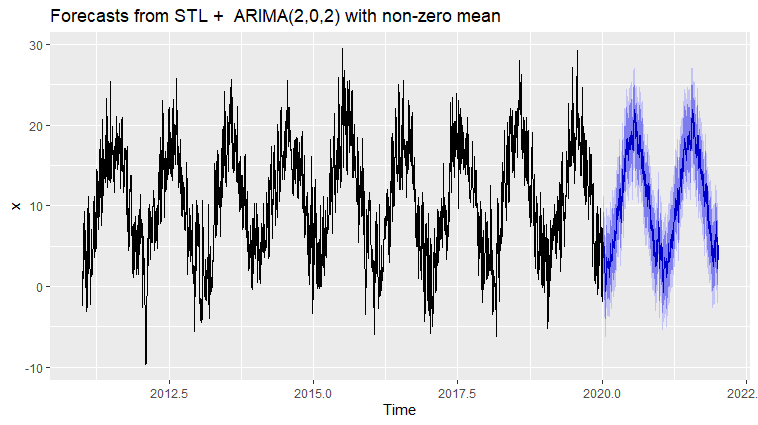 Forecasts from STL +  ARIMA(2,0,2) with non-zero mean
30
20
10
0
-10
x
2012.5 2015.0 2017.5 2020.0 2022.
Time